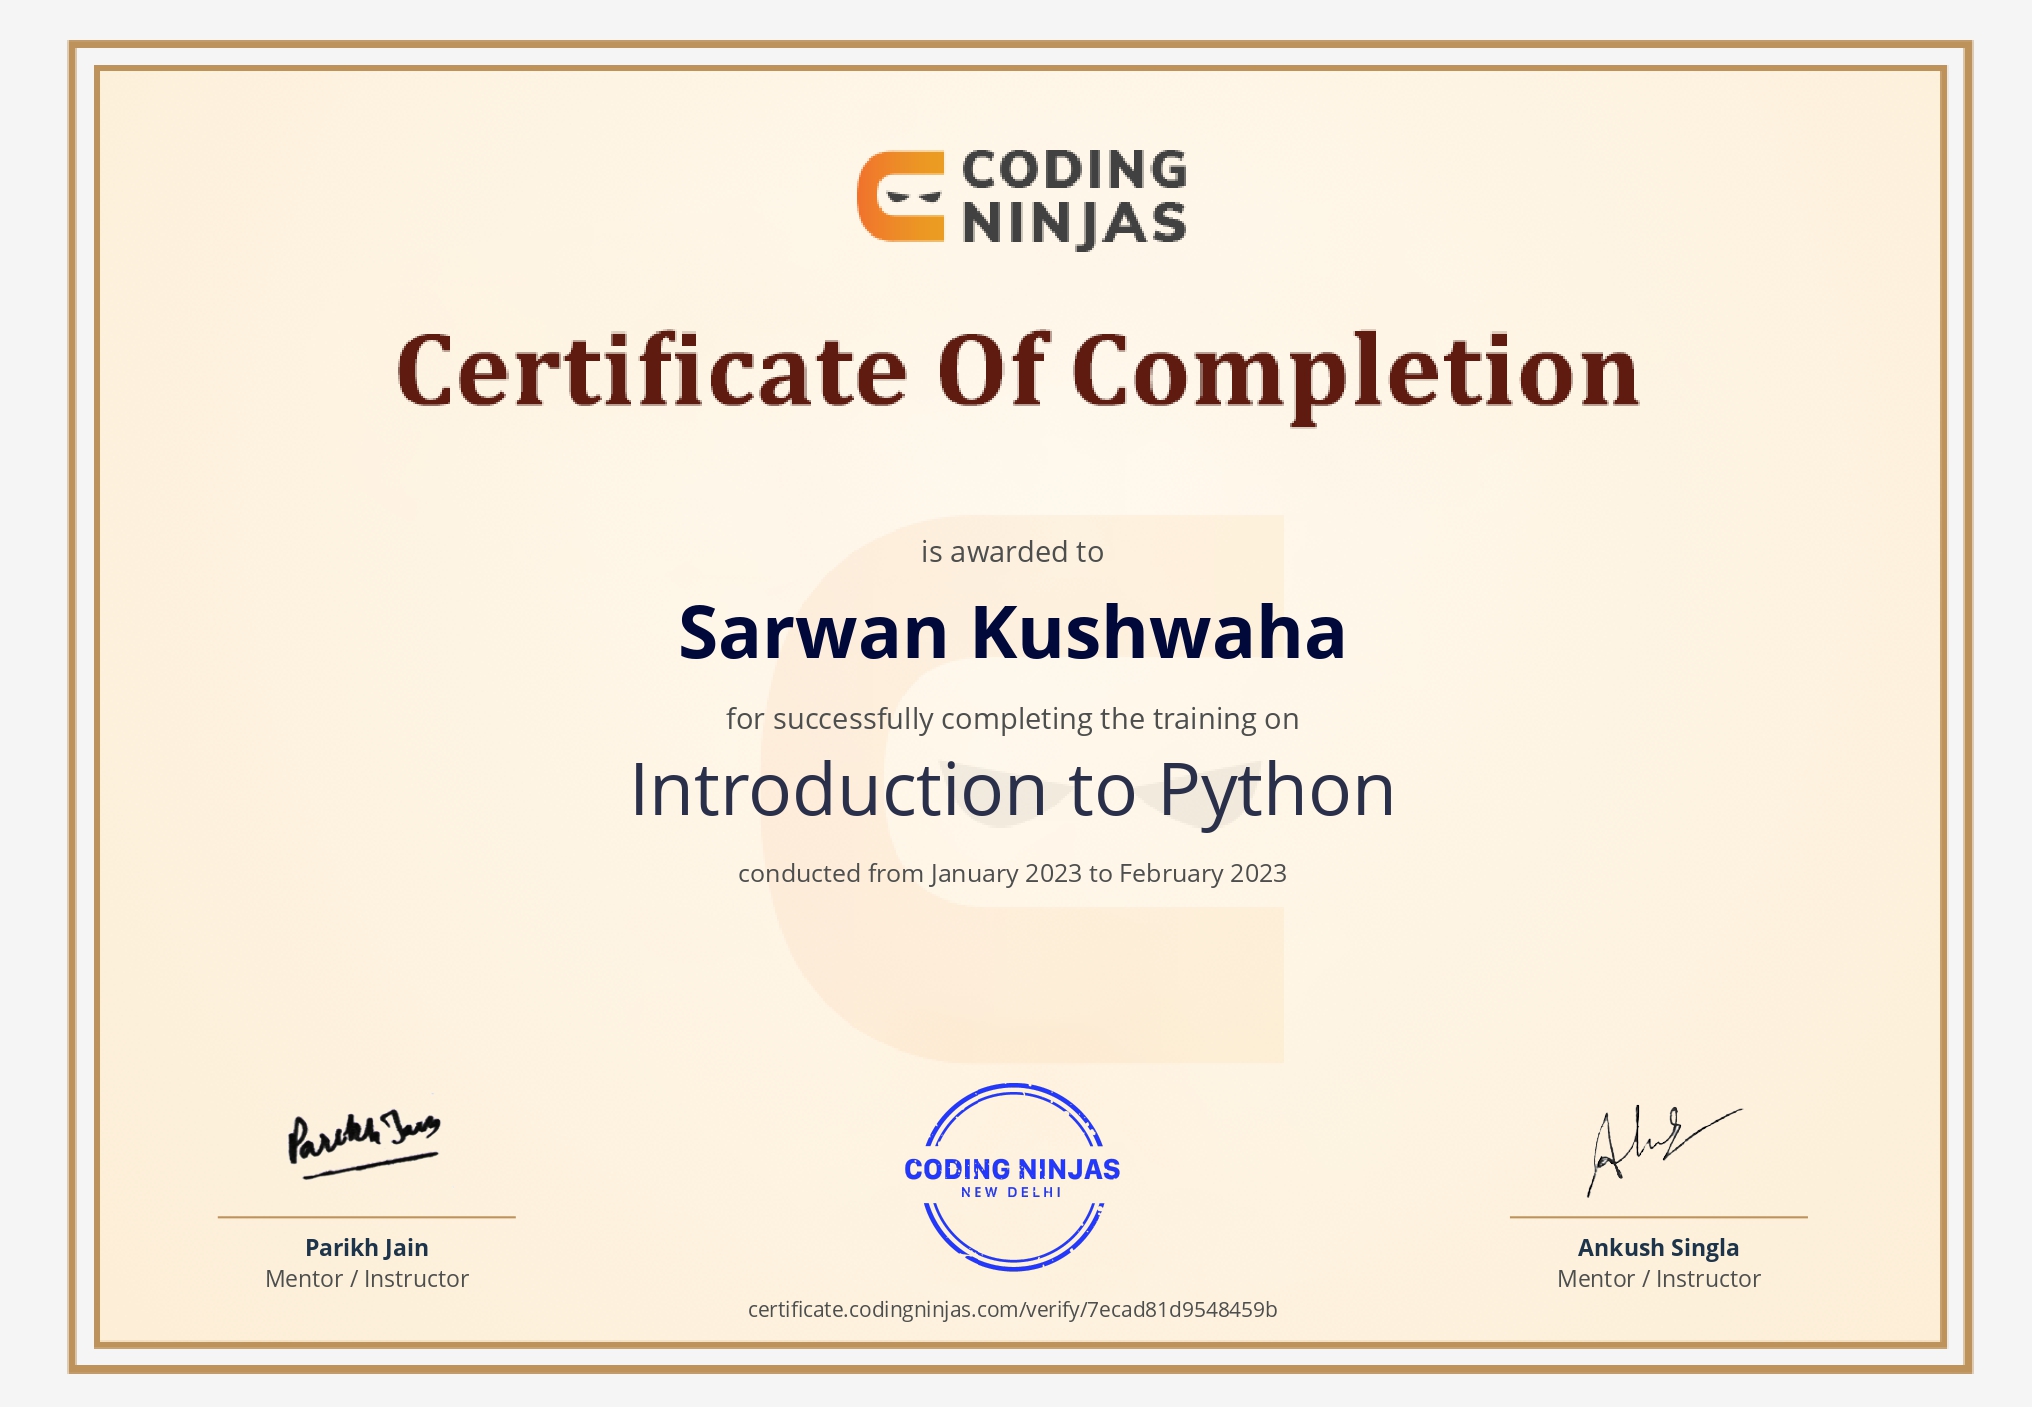 CODING
NINJAS
Certificate Of Completion
is awarded to
Sarwan Kushwaha
for successfully completing the training on
Introduction to Python
conducted from January 2023 to February 2023
Parikh Jain
CODING NINJAS
NEW DELHI
Parikh Jain
Mentor / Instructor
Ankush Singla
Mentor / Instructor
certificate.codingninjas.com/verify/7ecad81d9548459b